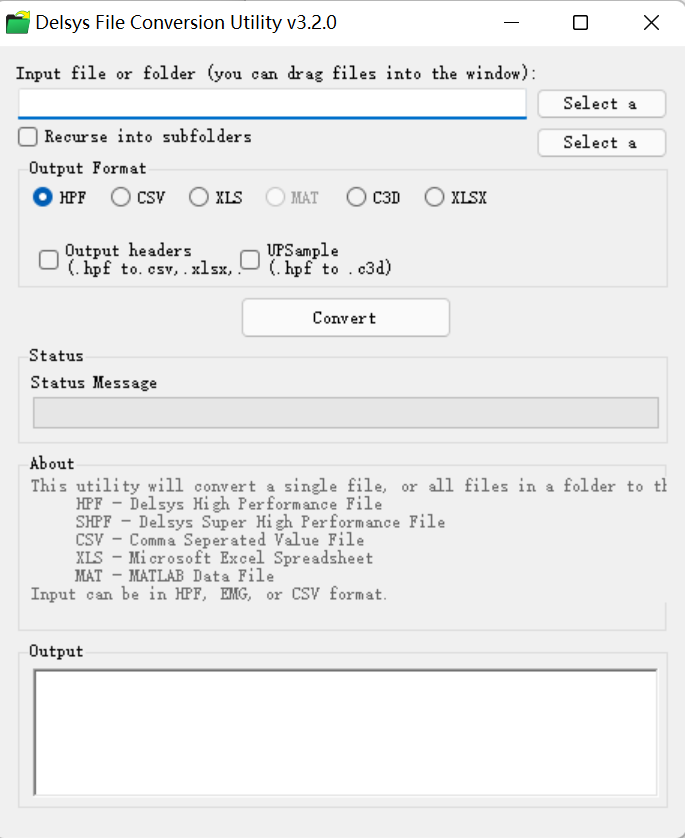 Delsys File Conversion Utility v3.2.0
Input file or folder (you can drag files into the window):
Select a
Recurse into subfolders
Select a
Output Format
HPF CSV XLS MAT C3D XLSX
Output headers
(.hpf to.csv,.xlsx,.
UPSample
(.hpf to .c3d)
Convert
Status
Status Message
About
This utility will convert a single file, or all files in a folder to th
HPF - Delsys High Performance File
SHPF - Delsys Super High Performance File
CSV - Comma Seperated Value File
XLS - Microsoft Excel Spreadsheet
MAT - MATLAB Data File
Input can be in HPF, EMG, or CSV format.
Output